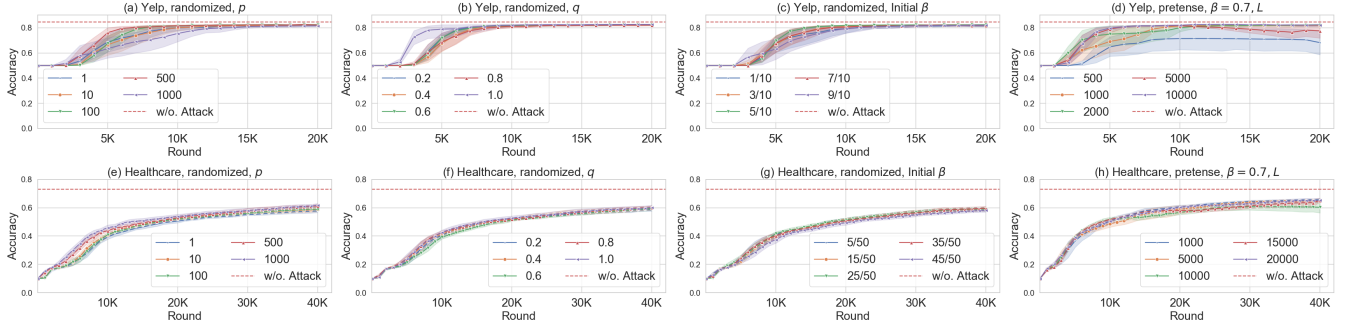 (a) Yelp, randomized, p
Accuracy
0.8
0.6
0.4
0.2
0.0
1
10
100
500
1000
w/o. Attack
5K 10K 15K 20K
Round
(b) Yelp, randomized, q
Accuracy
0.8
0.6
0.4
0.2
0.0
0.2
0.4
0.6
0.8
1.0
w/o. Attack
5K 10K 15K 20K
Round
(c) Yelp, randomized, Initial β
Accuracy
0.8
0.6
0.4
0.2
0.0
1/10
3/10
5/10
7/10
9/10
w/o. Attack
5K 10K 15K 20K
Round
(d) Yelp, pretense, β = 0.7, L
Accuracy
0.8
0.6
0.4
0.2
0.0
500
1000
2000
5000
10000
w/o. Attack
5K 10K 15K 20K
Round
(e) Healthcare, randomized, p
Accuracy
0.8
0.6
0.4
0.2
0.0
1
10
100
500
1000
w/o. Attack
10K 20K 30K 40K
Round
(f) Healthcare, randomized, q
Accuracy
0.8
0.6
0.4
0.2
0.0
0.2
0.4
0.6
0.8
1.0
w/o. Attack
10K 20K 30K 40K
Round
(g) Healthcare, randomized, Initial β
Accuracy
0.8
0.6
0.4
0.2
0.0
5/50
15/50
25/50
35/50
45/50
w/o. Attack
10K 20K 30K 40K
Round
(h) Healthcare, pretense, β = 0.7, L
Accuracy
0.8
0.6
0.4
0.2
0.0
1000
5000
10000
15000
20000
w/o. Attack
10K 20K 30K 40K
Round